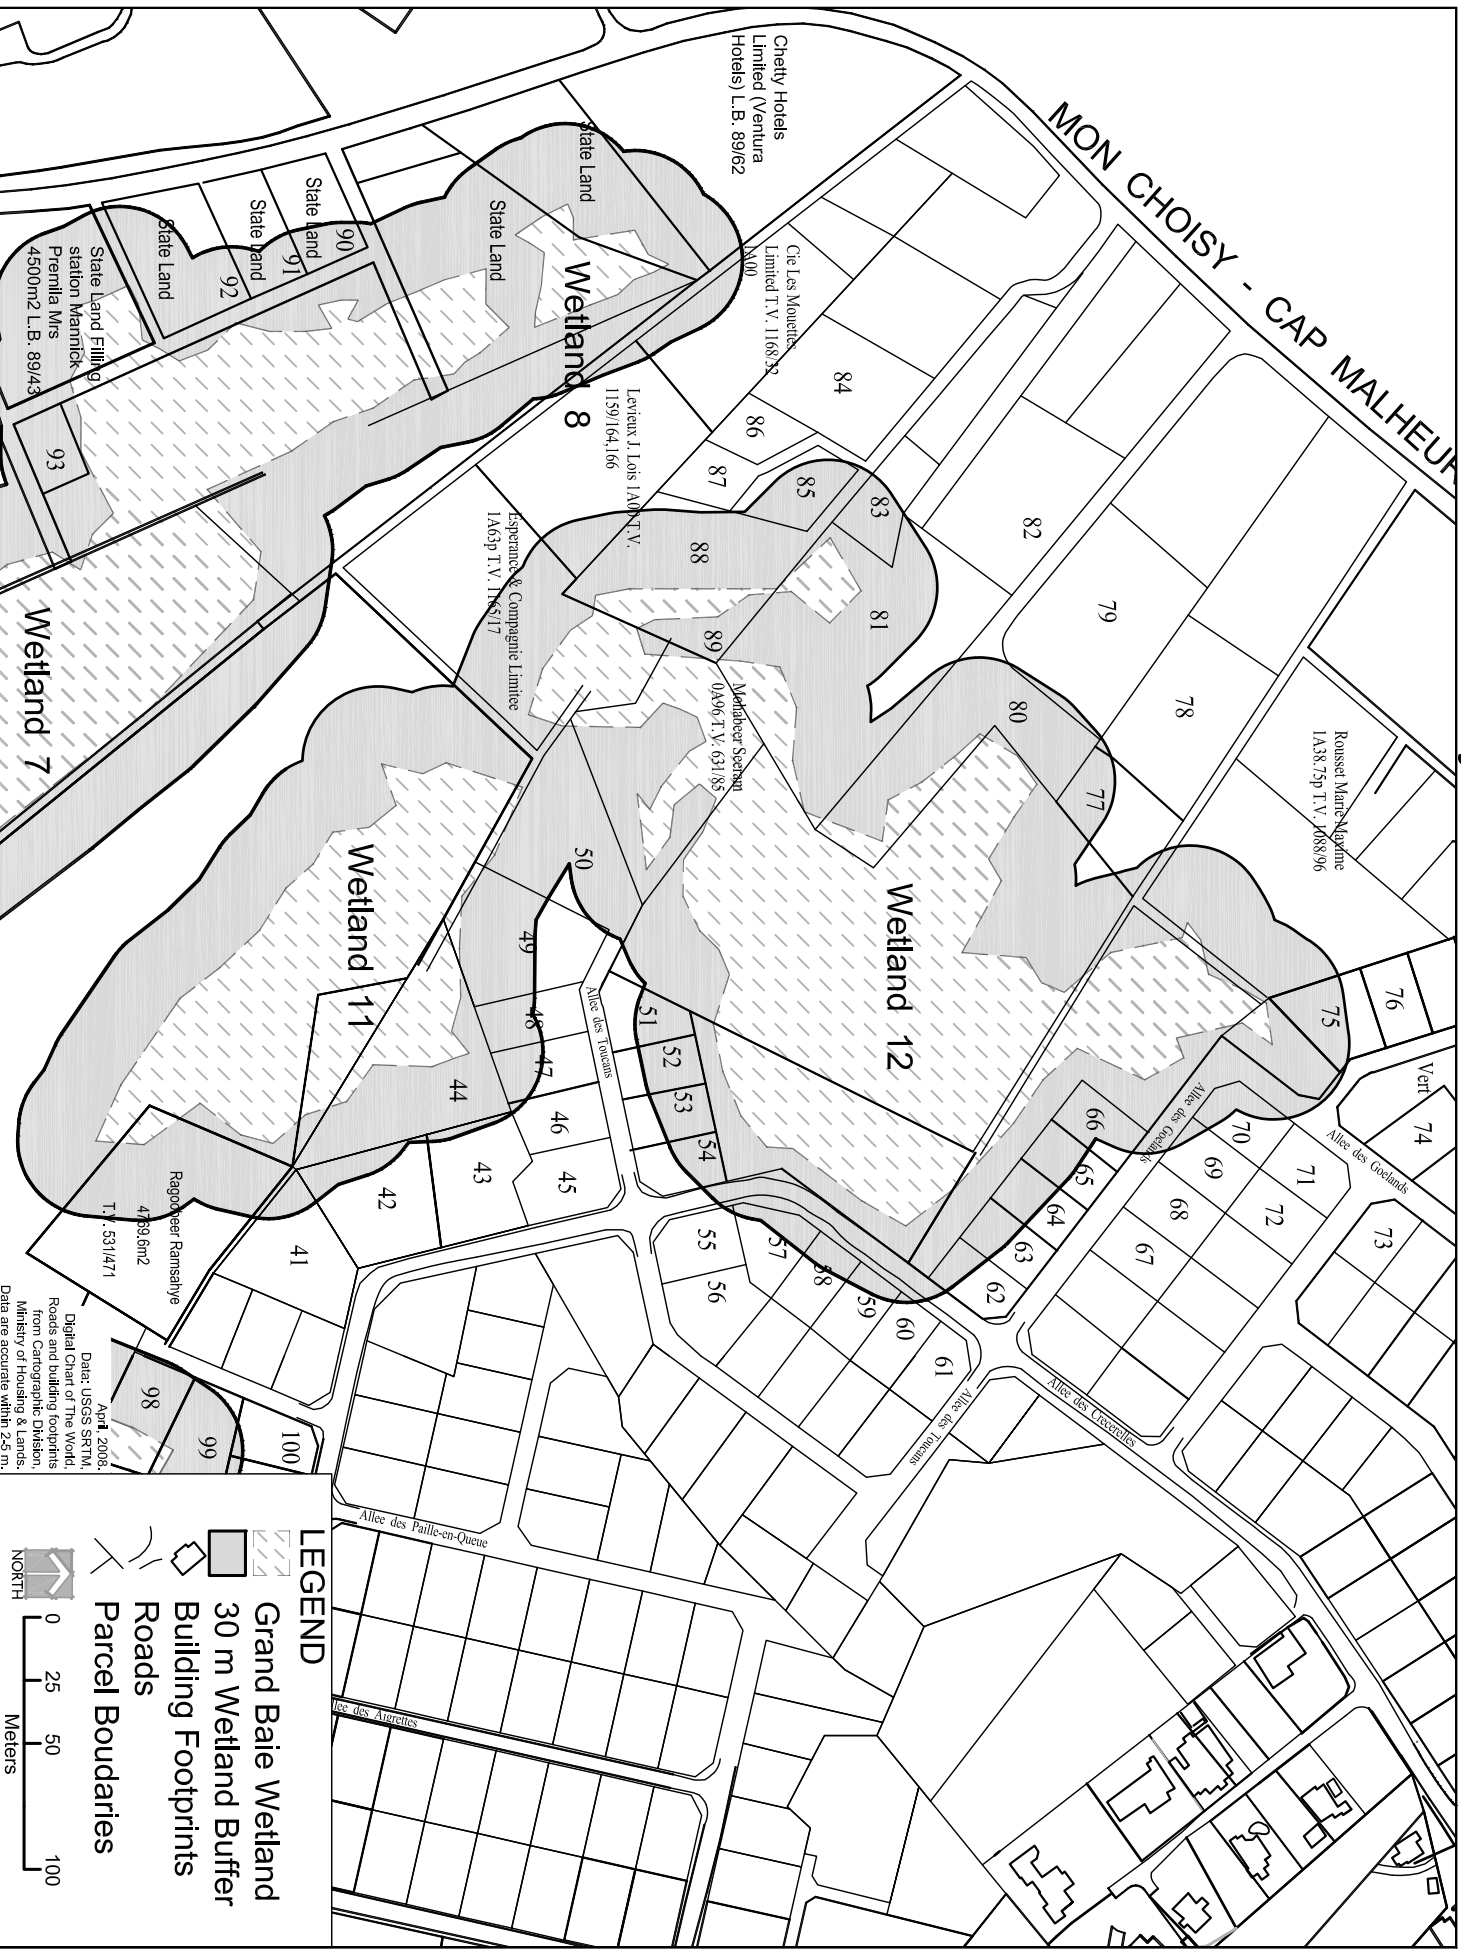 MON CHOISY - CAP MALHEUR
Chetty Hotels
Limited (Ventura
Hotels) L.B. 89/62
State Land
State Land
State Land
State Land
State Land
State Land Filling
station Mannick
Premila Mrs
4500m2 L.B. 89/43
90
91
92
93
Wetland 8
Wetland 7
Cie Les Mouettes
Limited T.V. 1168/32
1A00
Levieux J. Lois 1A00 T.V.
1159/164,166
Esperance & Compagnie Limitee
1A63p T.V. 1165/17
Mohabeer Seeram
0A96 T.V. 631/85
Rousset Marie Maxime
1A38.75p T.V. 1088/96
84
86
87
85
83
88
81
89
82
79
78
80
77
76
75
Vert
74
Wetland 12
Wetland 11
50
49
48
47
46
45
44
43
42
41
51
52
53
54
55
56
57
58
59
60
61
62
63
64
65
66
67
68
69
70
71
72
73
Allee des Toucans
Allee des Goelands
Allee des Goelands
Allee des Crecerelles
Allee des Toucans
Allee des Paille-en-Queue
lee des Aigrettes
Ragoobeer Ramsahye
4769.6m2
T.V. 531/471
98
99
100
April, 2008.
Data: USGS SRTM,
Digital Chart of The World,
Roads and building footprints
from Cartographic Division,
Ministry of Housing & Lands.
Data are accurate within 2-5 m.
LEGEND
Grand Baie Wetland
30 m Wetland Buffer
Building Footprints
Roads
Parcel Boudaries
NORTH
0 25 50 100
Meters